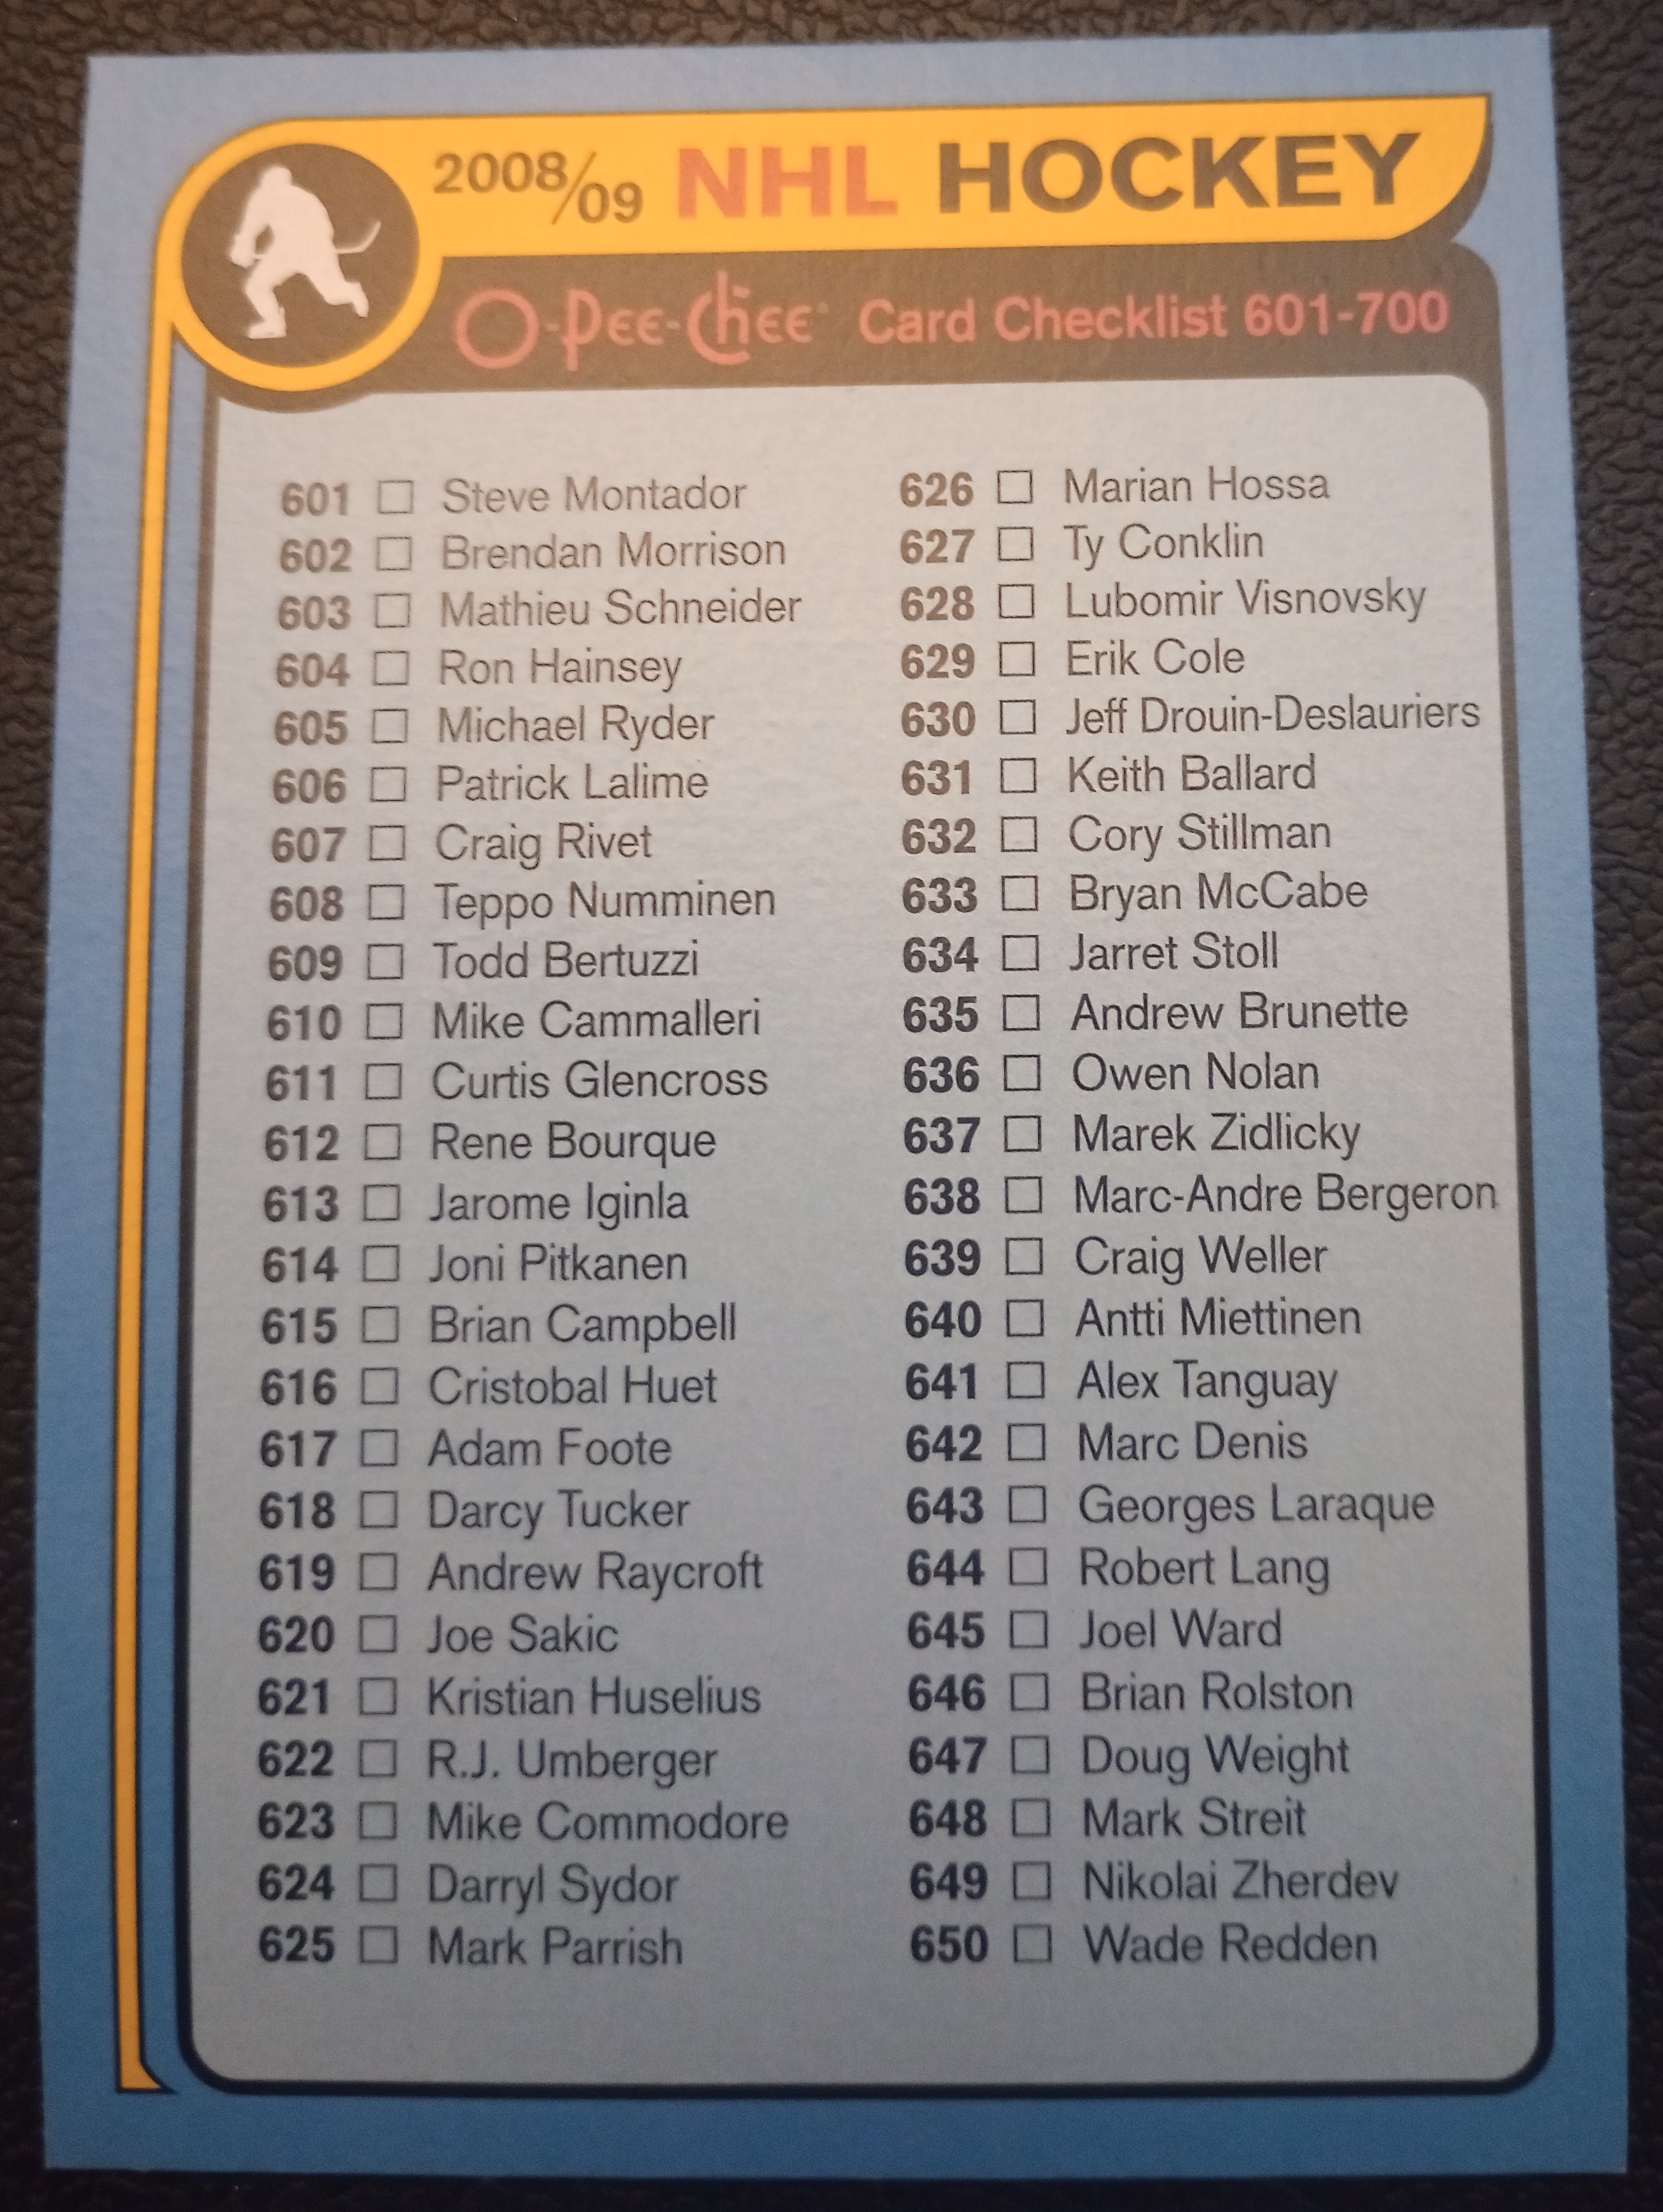 2008/09 NHL HOCKEY
O-Pee-Chee Card Checklist 601-700
601 Steve Montador
602 Brendan Morrison
603 Mathieu Schneider
604 Ron Hainsey
605 Michael Ryder
606 Patrick Lalime
607 Craig Rivet
608 Teppo Numminen
609 Todd Bertuzzi
610 Mike Cammalleri
611 Curtis Glencross
612 Rene Bourque
613 Jarome Iginla
614 Joni Pitkanen
615 Brian Campbell
616 Cristobal Huet
617 Adam Foote
618 Darcy Tucker
619 Andrew Raycroft
620 Joe Sakic
621 Kristian Huselius
622 R.J. Umberger
623 Mike Commodore
624 Darryl Sydor
625 Mark Parrish
626 Marian Hossa
627 Ty Conklin
628 Lubomir Visnovsky
629 Erik Cole
630 Jeff Drouin-Deslauriers
631 Keith Ballard
632 Cory Stillman
633 Bryan McCabe
634 Jarret Stoll
635 Andrew Brunette
636 Owen Nolan
637 Marek Zidlicky
638 Marc-Andre Bergeron
639 Craig Weller
640 Antti Miettinen
641 Alex Tanguay
642 Marc Denis
643 Georges Laraque
644 Robert Lang
645 Joel Ward
646 Brian Rolston
647 Doug Weight
648 Mark Streit
649 Nikolai Zherdev
650 Wade Redden